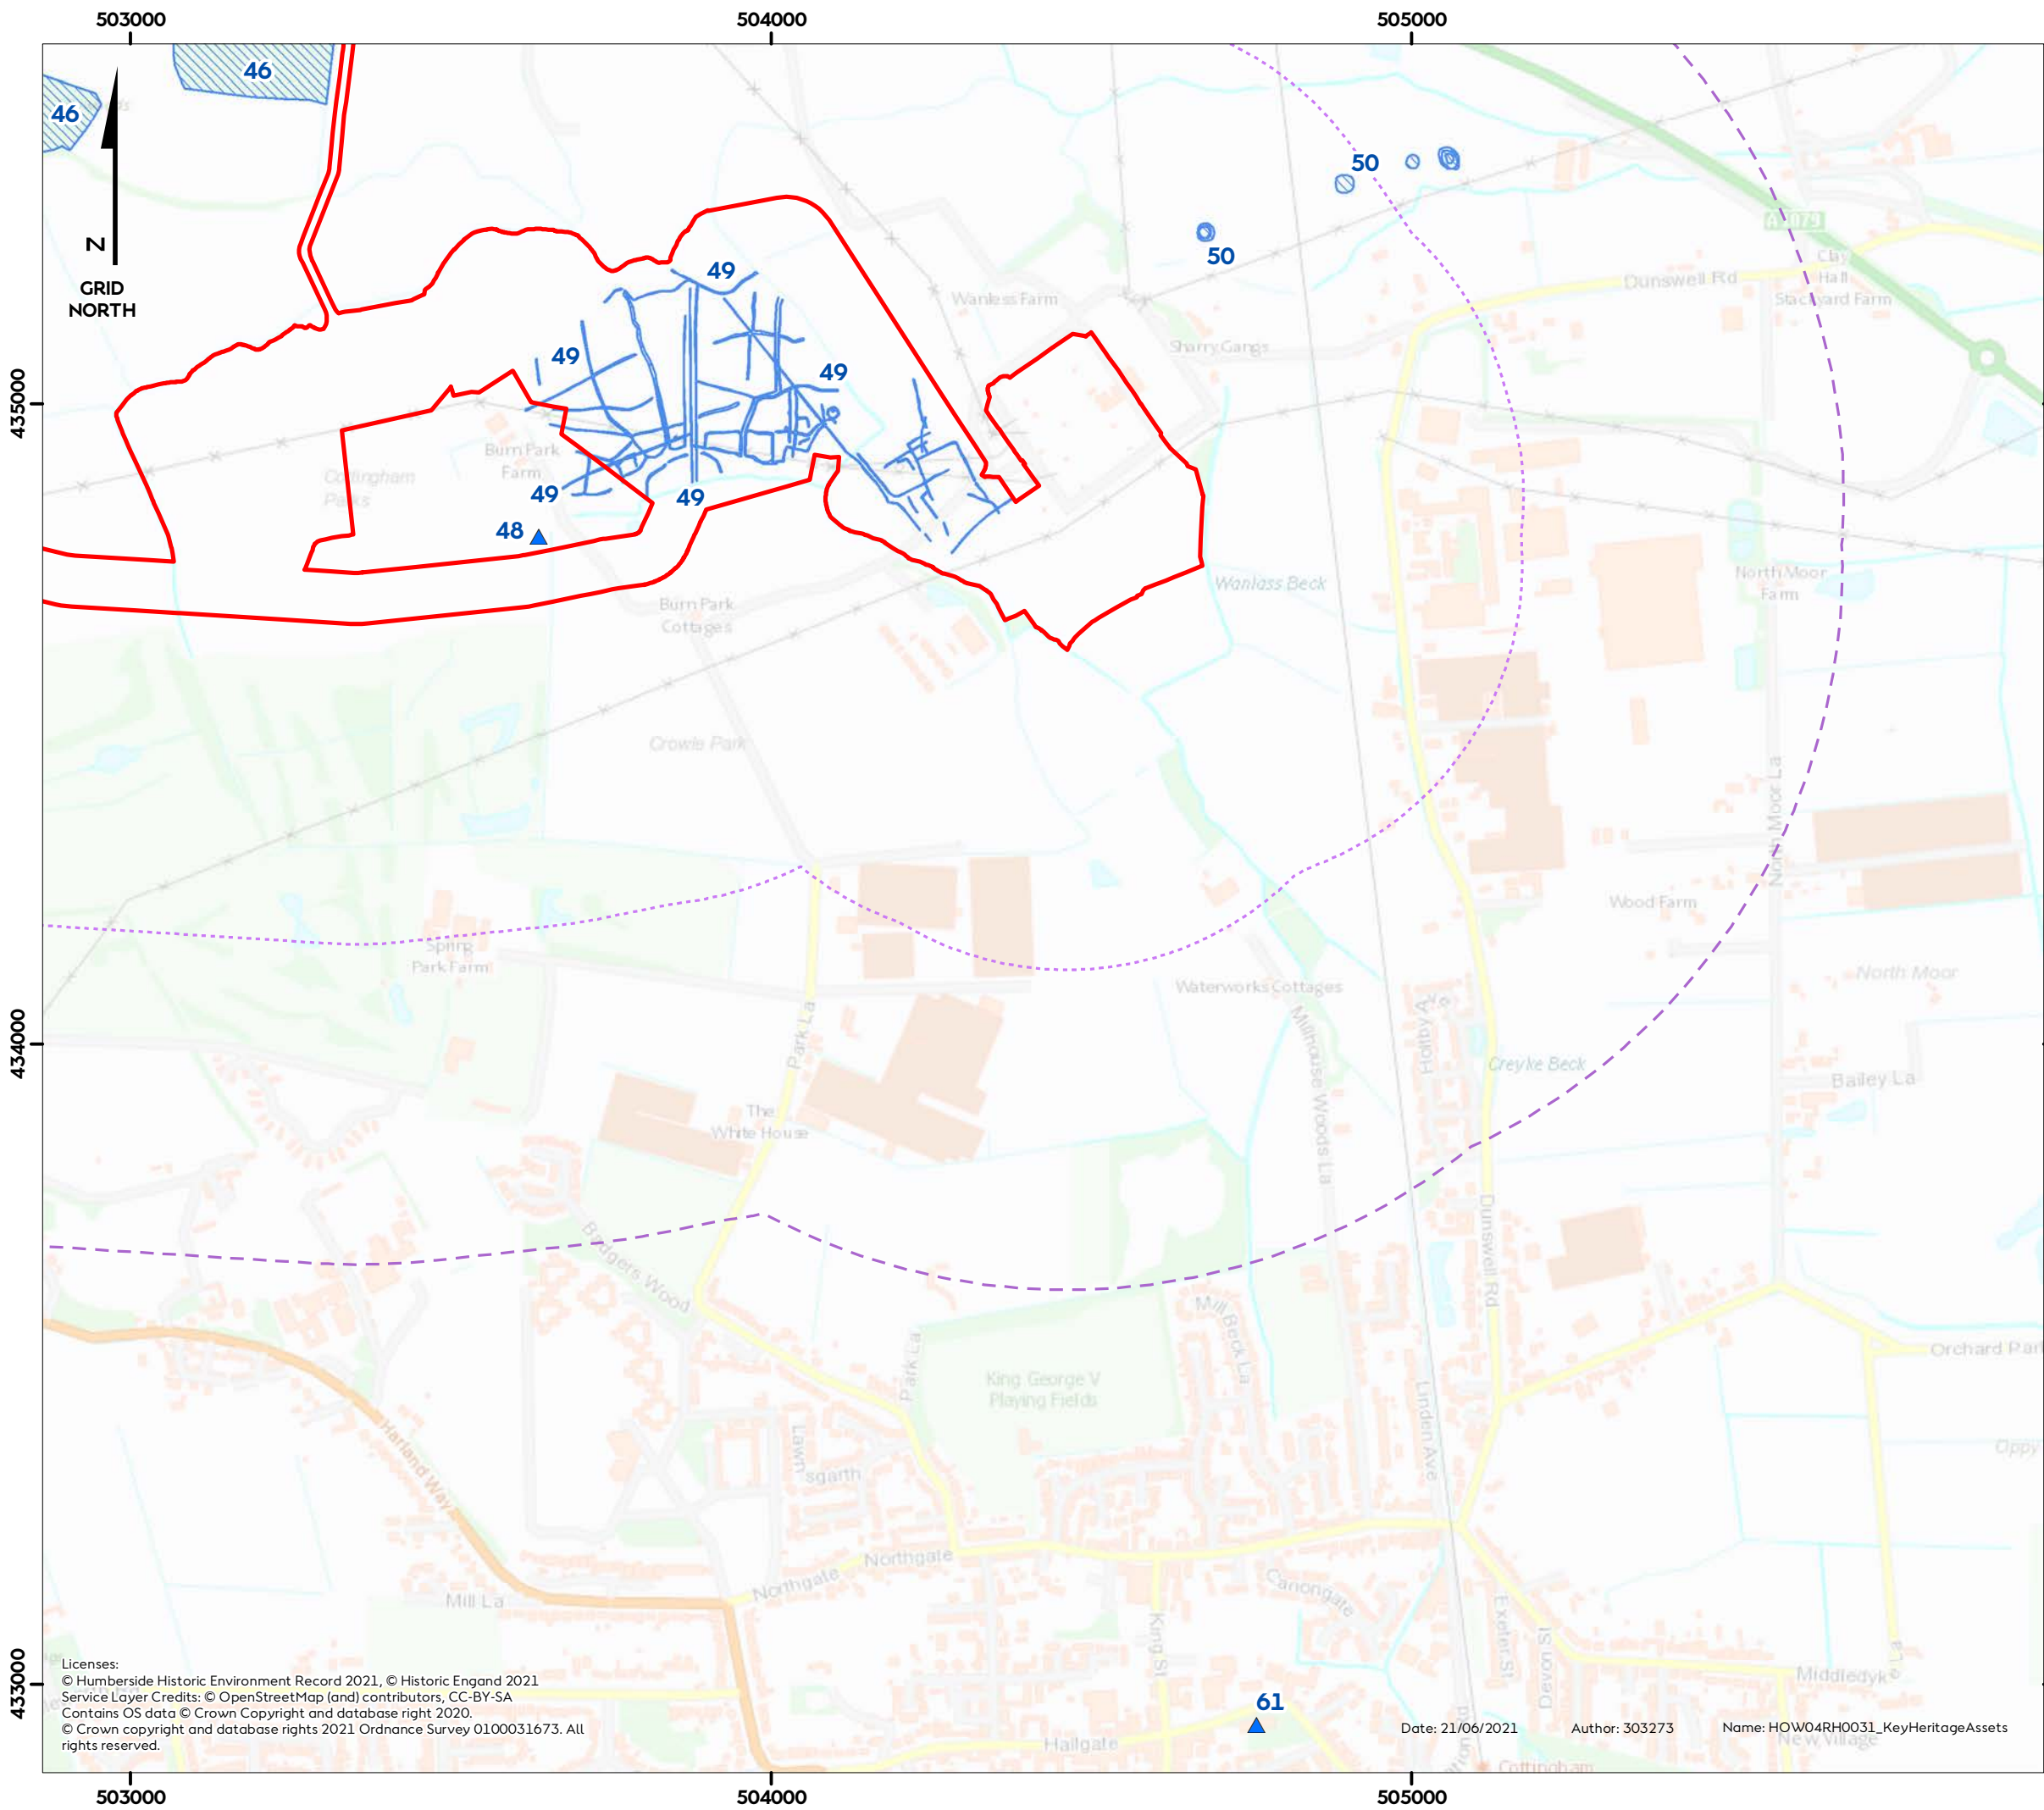 503000 504000 505000
46
46
50
50
N
GRID
NORTH
A1079
Clay
Hall
Stackyard Farm
Dunswell Rd
Wanless Farm
Sharry Gangs
49
49
49
435000
Burn Park
Farm
Cottingham
Parks
49
49
48
Wanlass Beck
North Moor
Farm
Burn Park
Cottages
Crowle Park
North Moor La
Wood Farm
Spring
Park Farm
North Moor
Waterworks Cottages
434000
Park La
Millhouse Woods La
Holtby A
Creyke Beck
Bailey La
The
White House
Badgers Wood
Dunswell Rd
Mill Beck La
Park La
King George V
Playing Fields
Orchard Par
Linden Ave
Harland Way
Lawn
sgarth
Oppy
Northgate
Northgate
Canongate
Mill La
King St
Exeter St
Devon St
Middledyk
e La
433000
Licenses:
© Humberside Historic Environment Record 2021, © Historic Engand 2021
Service Layer Credits: © OpenStreetMap (and) contributors, CC-BY-SA
Contains OS data © Crown Copyright and database right 2020.
© Crown copyright and database rights 2021 Ordnance Survey 0100031673. All
rights reserved.
61
Date: 21/06/2021 Author: 303273 Name: HOW04RH0031_KeyHeritageAssets
New Village
Hallgate
Cottingham
503000 504000 505000